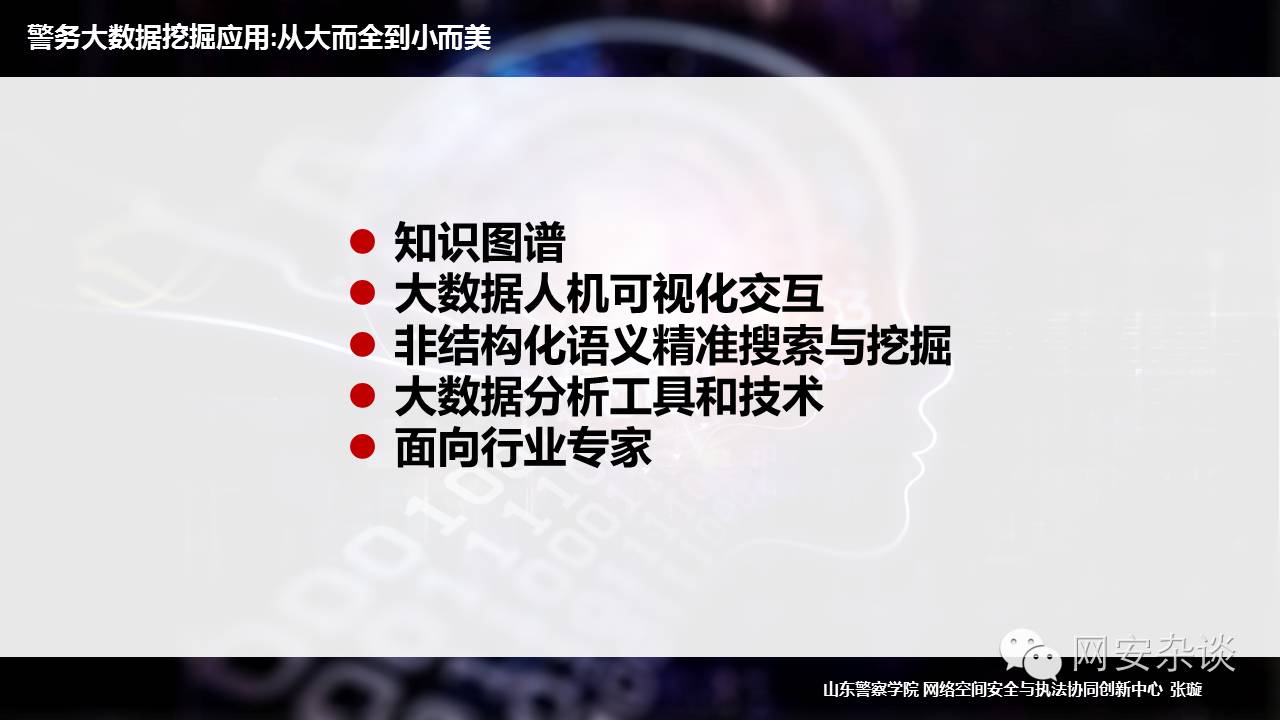 警务大数据挖掘应用:从大而全到小而美
知识图谱
大数据人机可视化交互
非结构化语义精准搜索与挖掘
大数据分析工具和技术
面向行业专家
网安杂谈
山东警察学院 网络空间安全与执法协同创新中心 张璇